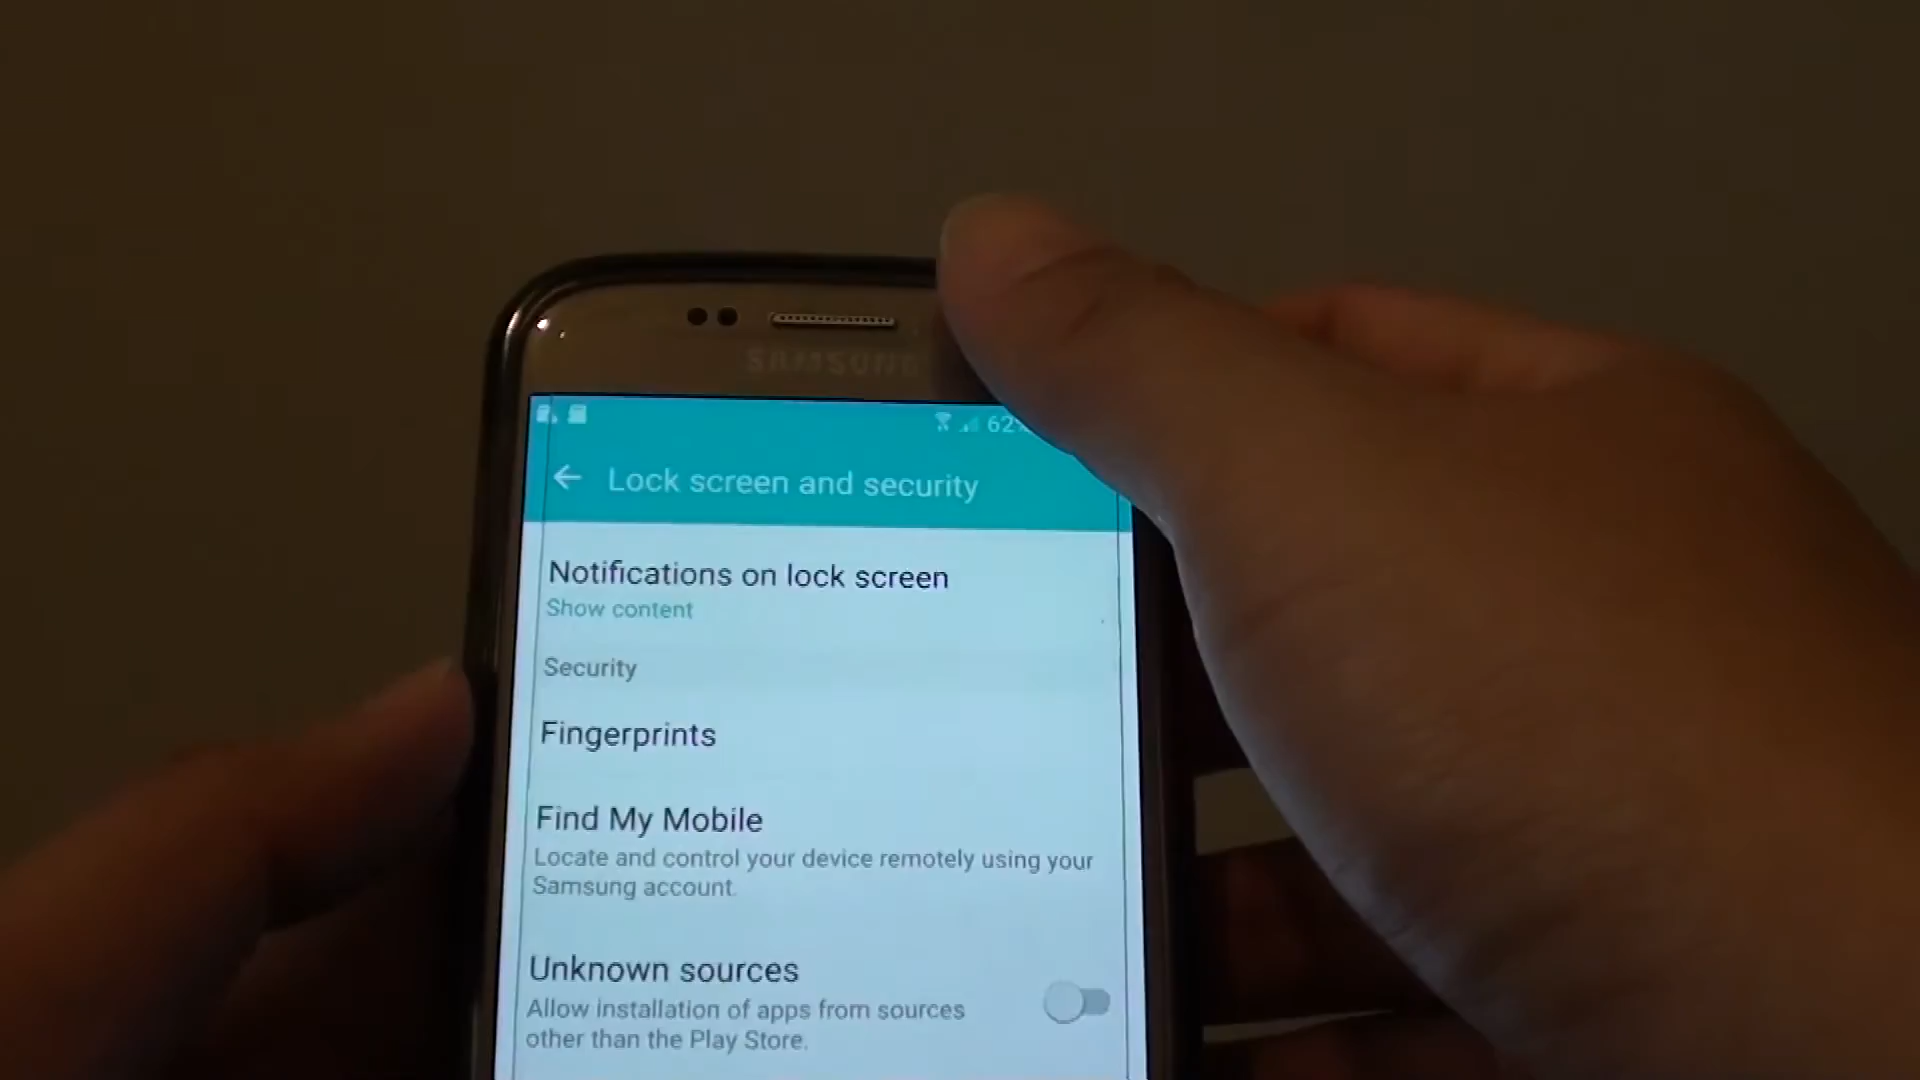 SAMSUNG
62%
Lock screen and security
Notifications on lock screen
Show content
Security
Fingerprints
Find My Mobile
Locate and control your device remotely using your
Samsung account.
Unknown sources
Allow installation of apps from sources
other than the Play Store.